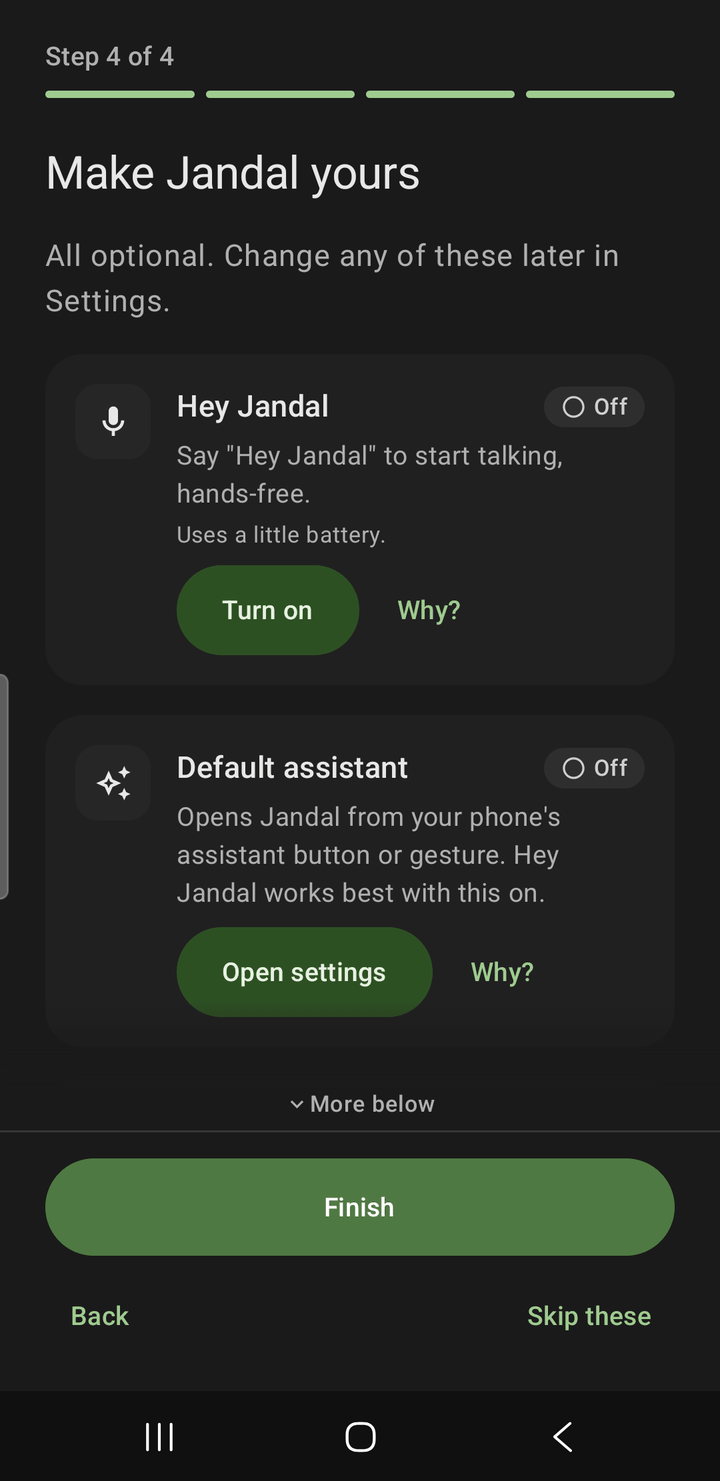 Step 4 of 4
Make Jandal yours
All optional. Change any of these later in
Settings.
Hey Jandal
Off
Say "Hey Jandal" to start talking,
hands-free.
Uses a little battery.
Turn on
Why?
Default assistant
Off
Opens Jandal from your phone's
assistant button or gesture. Hey
Jandal works best with this on.
Open settings
Why?
More below
Finish
Back
Skip these